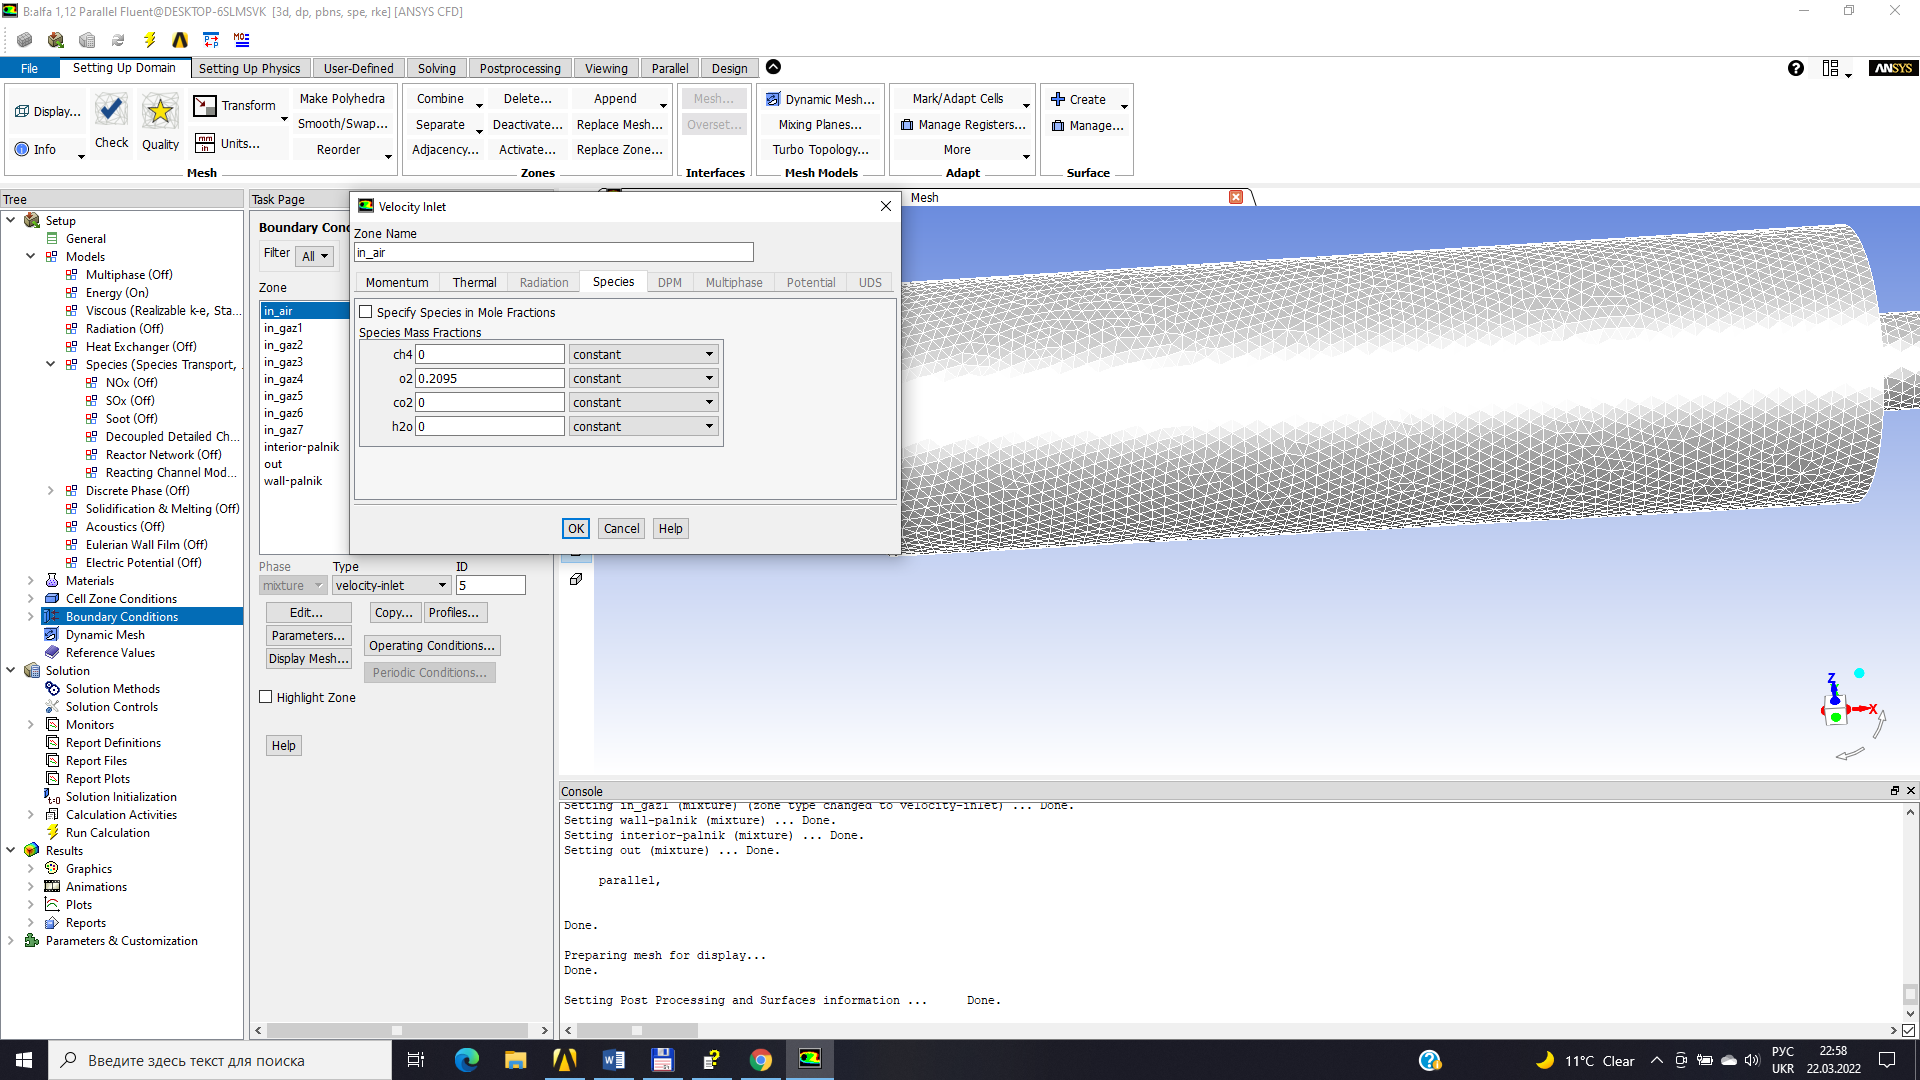 B:alfa 1,12 Parallel Fluent@DESKTOP-6SLMSVK [3d, dp, pbns, spe, rke] [ANSYS CFD]
File Setting Up Domain Setting Up Physics User-Defined Solving Postprocessing Viewing Parallel Design
ANSYS
Display... Check Quality Transform Make Polyhedra
Info Units... Smooth/Swap...
Reorder
Mesh
Combine Delete... Append
Separate Deactivate... Replace Mesh...
Adjacency... Activate... Replace Zone...
Zones
Mesh...
Overset...
Interfaces
Dynamic Mesh...
Mixing Planes...
Turbo Topology...
Mesh Models
Mark/Adapt Cells
Manage Registers...
More
Adapt
Create
Manage...
Surface
Tree
Setup
General
Models
Multiphase (Off)
Energy (On)
Viscous (Realizable k-e, Sta...
Radiation (Off)
Heat Exchanger (Off)
Species (Species Transport,
NOx (Off)
SOx (Off)
Soot (Off)
Decoupled Detailed Ch...
Reactor Network (Off)
Reacting Channel Mod...
Discrete Phase (Off)
Solidification & Melting (Off)
Acoustics (Off)
Eulerian Wall Film (Off)
Electric Potential (Off)
Materials
Cell Zone Conditions
Boundary Conditions
Dynamic Mesh
Reference Values
Solution
Solution Methods
Solution Controls
Monitors
Report Definitions
Report Files
Report Plots
Solution Initialization
Calculation Activities
Run Calculation
Results
Graphics
Animations
Plots
Reports
Parameters & Customization
Task Page
Boundary Con
Filter All
Zone
in_air
in_gaz1
in_gaz2
in_gaz3
in_gaz4
in_gaz5
in_gaz6
in_gaz7
interior-palnik
out
wall-palnik
Phase Type ID
mixture velocity-inlet 5
Edit... Copy... Profiles...
Parameters... Operating Conditions...
Display Mesh... Periodic Conditions...
Highlight Zone
Help
Velocity Inlet
Zone Name
in_air
Momentum Thermal Radiation Species DPM Multiphase Potential UDS
Specify Species in Mole Fractions
Species Mass Fractions
ch4 0 constant
o2 0.2095 constant
co2 0 constant
h2o 0 constant
OK Cancel Help
Mesh
Z
X
Console
Setting in_gaz1 (mixture) (zone type changed to velocity-inlet) ... Done.
Setting wall-palnik (mixture) ... Done.
Setting interior-palnik (mixture) ... Done.
Setting out (mixture) ... Done.
parallel,
Done.
Preparing mesh for display...
Done.
Setting Post Processing and Surfaces information ... Done.
Введите здесь текст для поиска
11°C Clear
РУС
UKR
22:58
22.03.2022